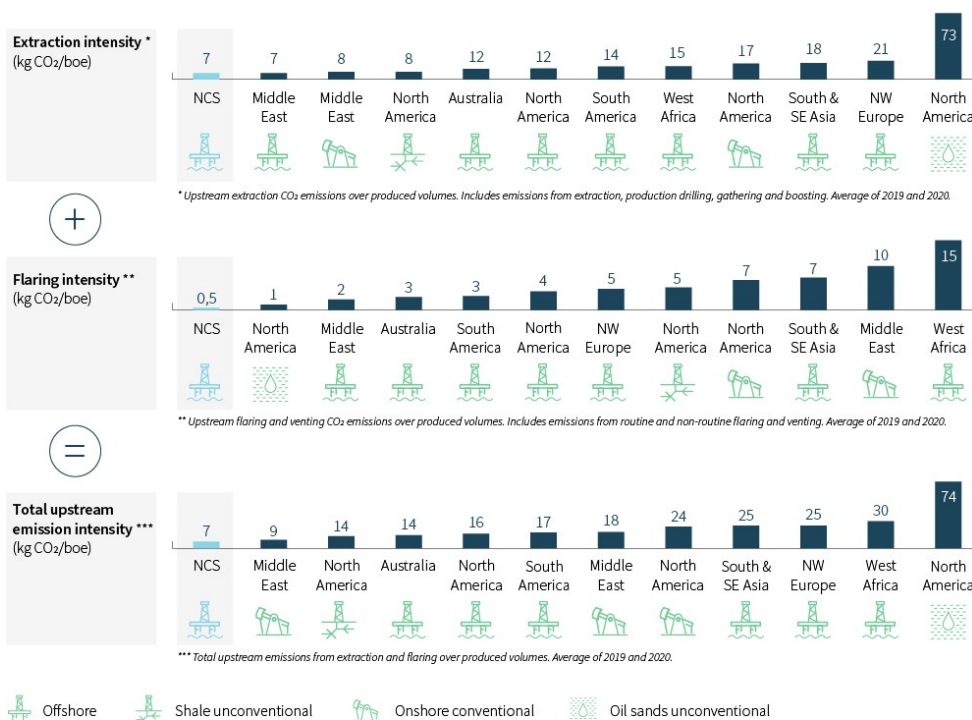 Extraction intensity *
(kg CO₂/boe)
7 7 8 8 12 12 14 15 17 18 21 73
NCS Middle East Middle East North America Australia North America South America West Africa North America South & SE Asia NW Europe North America
* Upstream extraction CO₂ emissions over produced volumes. Includes emissions from extraction, production drilling, gathering and boosting. Average of 2019 and 2020.
+
Flaring intensity **
(kg CO₂/boe)
0,5 1 2 3 3 4 5 5 7 7 10 15
NCS North America Middle East Australia South America North America NW Europe North America North America South & SE Asia Middle East West Africa
** Upstream flaring and venting CO₂ emissions over produced volumes. Includes emissions from routine and non-routine flaring and venting. Average of 2019 and 2020.
=
Total upstream
emission intensity ***
(kg CO₂/boe)
7 9 14 14 16 17 18 24 25 25 30 74
NCS Middle East North America Australia North America South America Middle East North America South & SE Asia NW Europe West Africa North America
*** Total upstream emissions from extraction and flaring over produced volumes. Average of 2019 and 2020.
Offshore Shale unconventional Onshore conventional Oil sands unconventional